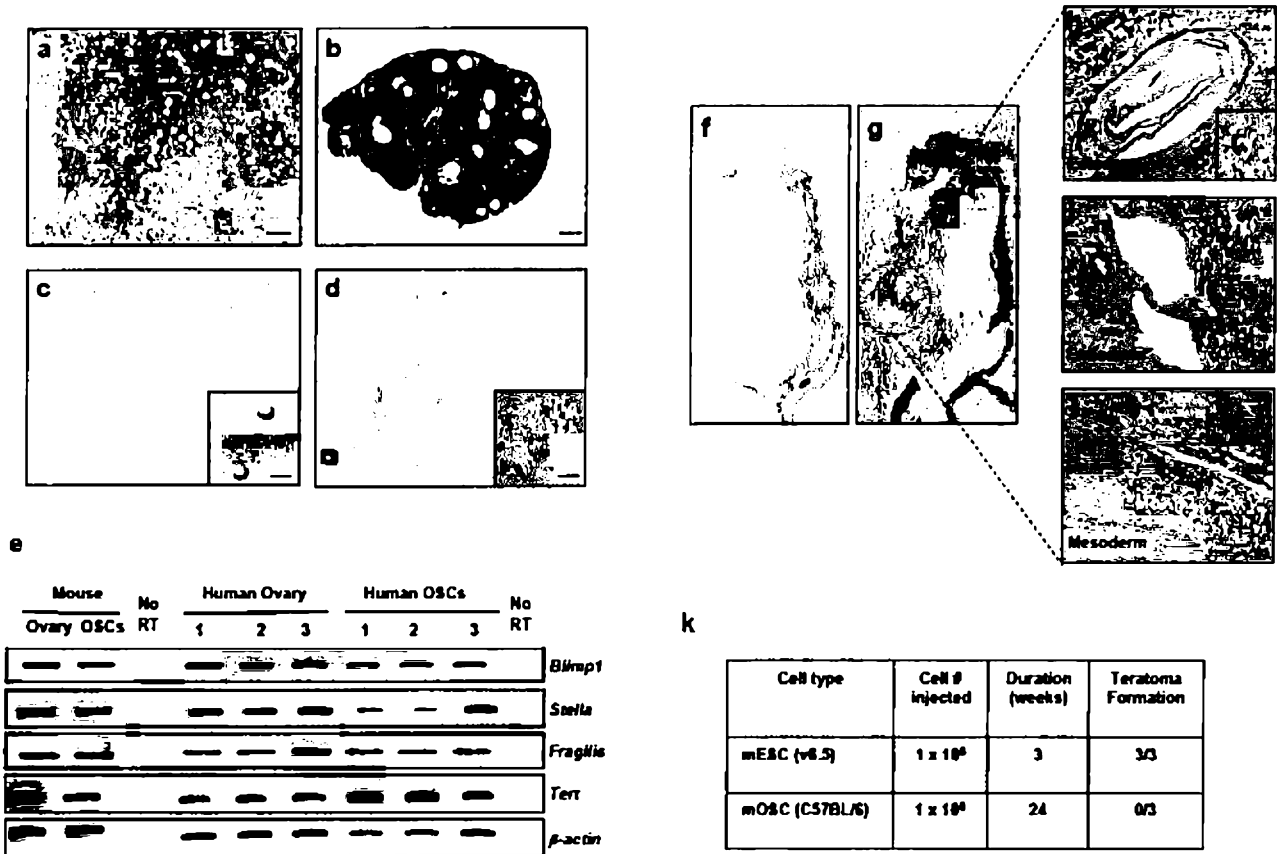 a
b
c
d
f
g
Mesoderm
e
Mouse
No
RT
Human Ovary
Human OSCs
No
RT
Ovary OSCs
1 2 3
1 2 3
Blimp1
Stella
Fragilis
Tert
β-actin
k
Cell type
Cell #
injected
Duration
(weeks)
Teratoma
Formation
mESC (v6.5)
3
3/3
mOSC (C57BL/6)
24
0/3